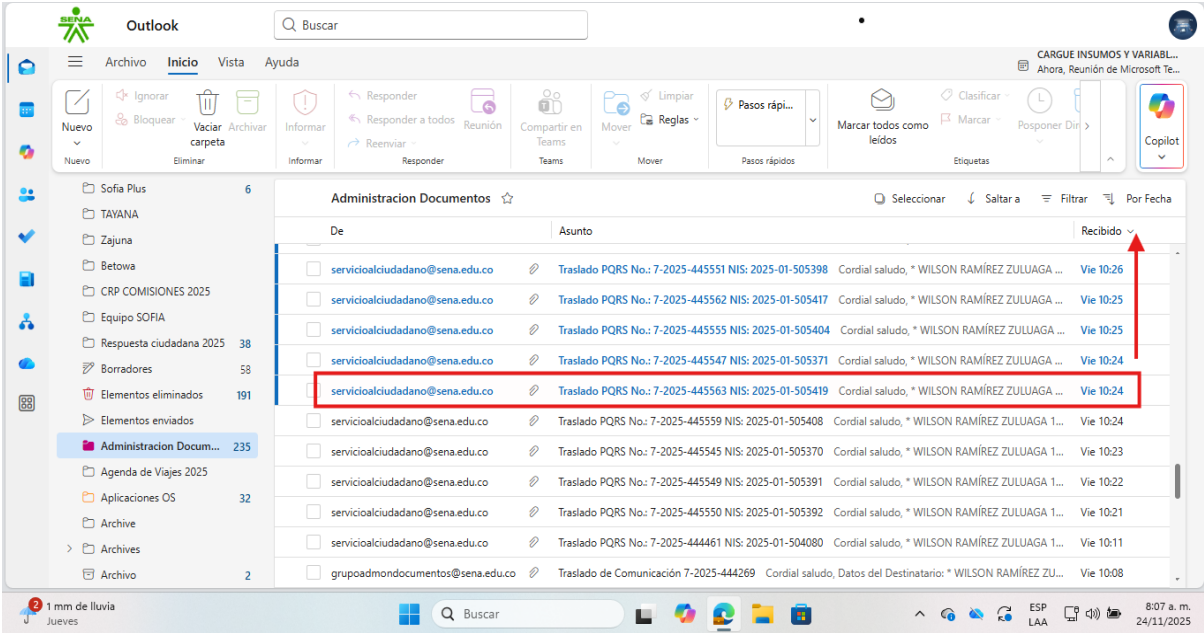 SENA
Outlook
Buscar
Archivo Inicio Vista Ayuda
CARGUE INSUMOS Y VARIABL...
Ahora, Reunión de Microsoft Te...
Nuevo
Nuevo
Ignorar
Bloquear
Vaciar carpeta
Archivar
Eliminar
Informar
Informar
Responder
Responder a todos
Reenviar
Reunión
Responder
Compartir en Teams
Teams
Mover
Limpiar
Reglas
Mover
Pasos rápi...
Pasos rápidos
Marcar todos como leídos
Clasificar
Marcar
Posponer
Dir
Etiquetas
Copilot
Sofia Plus 6
TAYANA
Zajuna
Betowa
CRP COMISIONES 2025
Equipo SOFIA
Respuesta ciudadana 2025 38
Borradores 58
Elementos eliminados 191
Elementos enviados
Administracion Docum... 235
Agenda de Viajes 2025
Aplicaciones OS 32
Archive
Archives
Archivo 2
Administracion Documentos
Seleccionar Saltar a Filtrar Por Fecha
De Asunto Recibido
servicioalciudadano@sena.edu.co Traslado PQRS No.: 7-2025-445551 NIS: 2025-01-505398 Cordial saludo, * WILSON RAMÍREZ ZULUAGA ... Vie 10:26
servicioalciudadano@sena.edu.co Traslado PQRS No.: 7-2025-445562 NIS: 2025-01-505417 Cordial saludo, * WILSON RAMÍREZ ZULUAGA ... Vie 10:25
servicioalciudadano@sena.edu.co Traslado PQRS No.: 7-2025-445555 NIS: 2025-01-505404 Cordial saludo, * WILSON RAMÍREZ ZULUAGA ... Vie 10:25
servicioalciudadano@sena.edu.co Traslado PQRS No.: 7-2025-445547 NIS: 2025-01-505371 Cordial saludo, * WILSON RAMÍREZ ZULUAGA ... Vie 10:24
servicioalciudadano@sena.edu.co Traslado PQRS No.: 7-2025-445563 NIS: 2025-01-505419 Cordial saludo, * WILSON RAMÍREZ ZULUAGA ... Vie 10:24
servicioalciudadano@sena.edu.co Traslado PQRS No.: 7-2025-445559 NIS: 2025-01-505408 Cordial saludo, * WILSON RAMÍREZ ZULUAGA 1... Vie 10:24
servicioalciudadano@sena.edu.co Traslado PQRS No.: 7-2025-445545 NIS: 2025-01-505370 Cordial saludo, * WILSON RAMÍREZ ZULUAGA 1... Vie 10:23
servicioalciudadano@sena.edu.co Traslado PQRS No.: 7-2025-445549 NIS: 2025-01-505391 Cordial saludo, * WILSON RAMÍREZ ZULUAGA 1... Vie 10:22
servicioalciudadano@sena.edu.co Traslado PQRS No.: 7-2025-445550 NIS: 2025-01-505392 Cordial saludo, * WILSON RAMÍREZ ZULUAGA 1... Vie 10:21
servicioalciudadano@sena.edu.co Traslado PQRS No.: 7-2025-444461 NIS: 2025-01-504080 Cordial saludo, * WILSON RAMÍREZ ZULUAGA 1... Vie 10:11
grupoadmondocumentos@sena.edu.co Traslado de Comunicación 7-2025-444269 Cordial saludo, Datos del Destinatario: * WILSON RAMÍREZ ZU... Vie 10:08
2
1 mm de lluvia
Jueves
Buscar
ESP
LAA
8:07 a. m.
24/11/2025